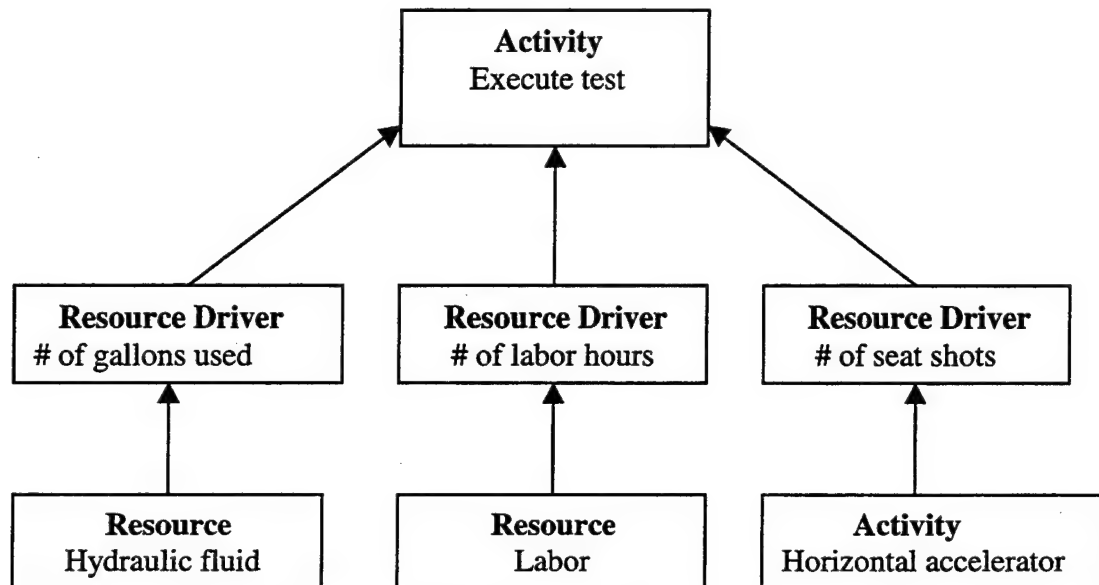 Activity
Execute test
Resource Driver
# of gallons used
Resource Driver
# of labor hours
Resource Driver
# of seat shots
Resource
Hydraulic fluid
Resource
Labor
Activity
Horizontal accelerator